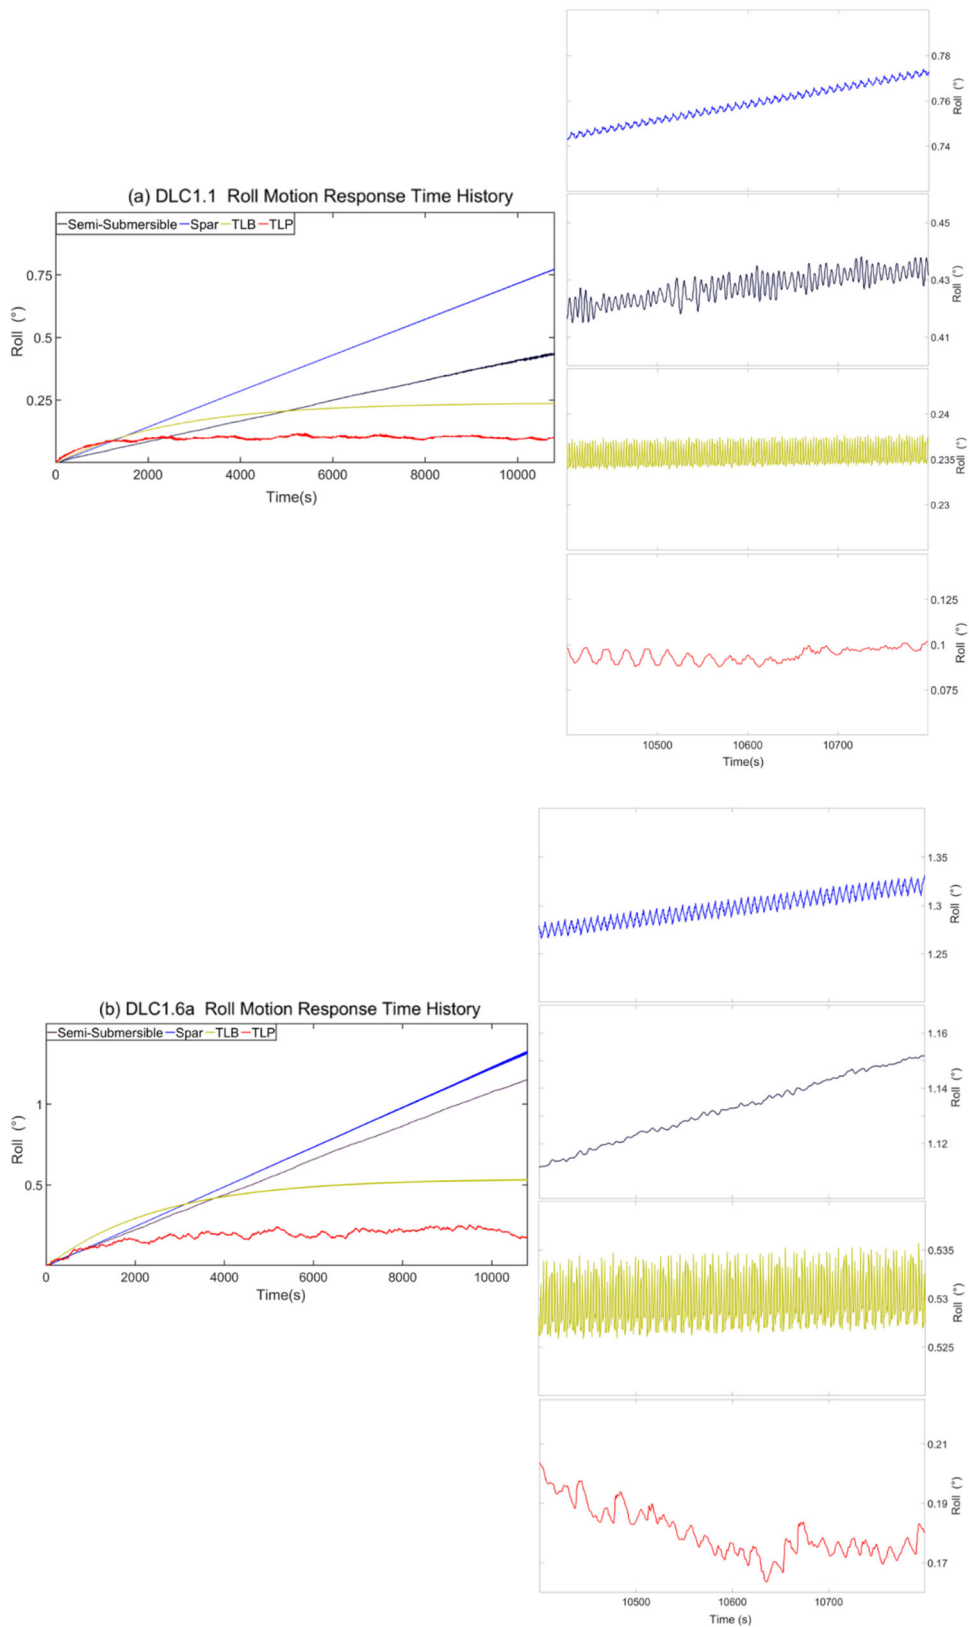 0.78
0.76
0.74
Roll (°)
(a) DLC1.1 Roll Motion Response Time History
Semi-Submersible Spar TLB TLP
0.75
0.5
0.25
Roll (°)
0 2000 4000 6000 8000 10000
Time(s)
0.45
0.43
0.41
Roll (°)
0.24
0.235
0.23
Roll (°)
0.125
0.1
0.075
Roll (°)
10500 10600 10700
Time(s)
1.35
1.3
1.25
Roll (°)
(b) DLC1.6a Roll Motion Response Time History
Semi-Submersible Spar TLB TLP
1
0.5
Roll (°)
0 2000 4000 6000 8000 10000
Time(s)
1.16
1.14
1.12
Roll (°)
0.535
0.53
0.525
Roll (°)
0.21
0.19
0.17
Roll (°)
10500 10600 10700
Time (s)